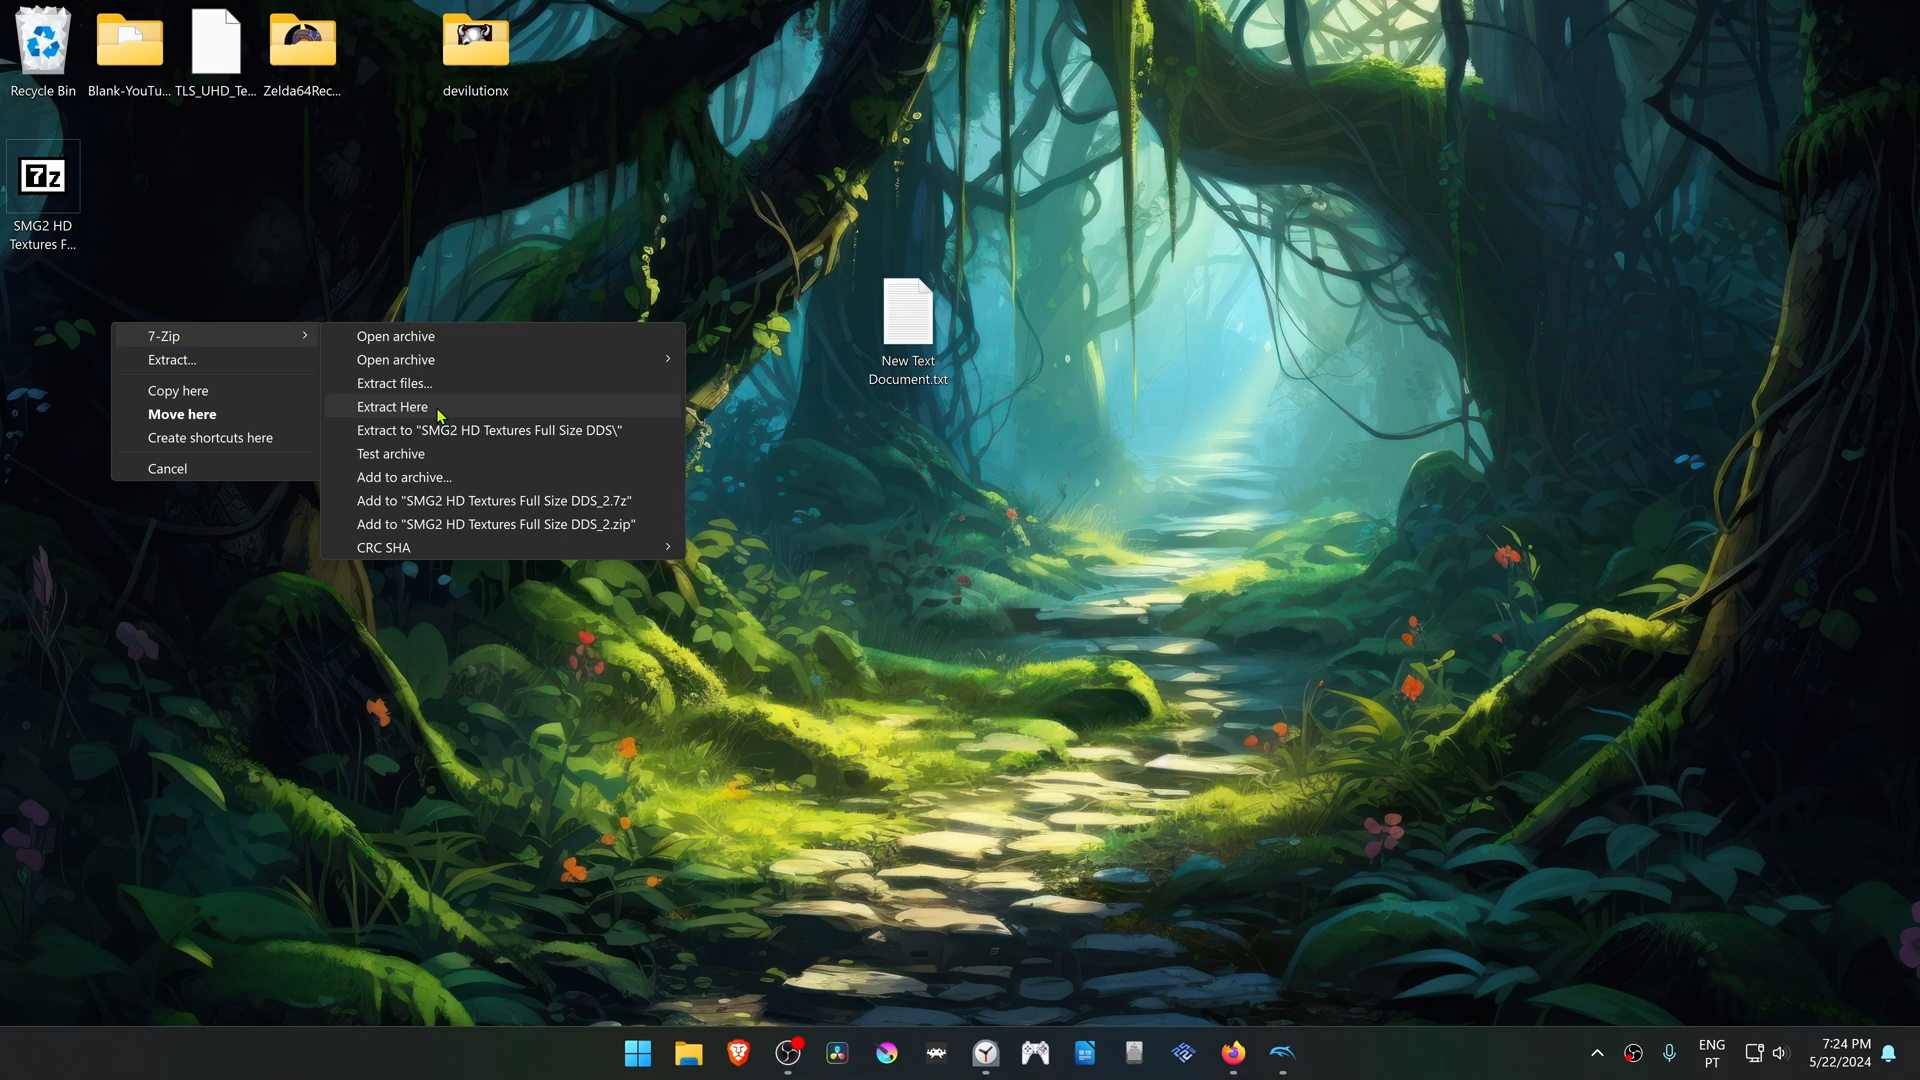 Recycle Bin
Blank-YouTu...
TLS_UHD_Te...
Zelda64Rec...
devilutionx
7z
SMG2 HD
Textures F...
New Text
Document.txt
7-Zip
Extract...
Copy here
Move here
Create shortcuts here
Cancel
Open archive
Open archive
Extract files...
Extract Here
Extract to "SMG2 HD Textures Full Size DDS\"
Test archive
Add to archive...
Add to "SMG2 HD Textures Full Size DDS_2.7z"
Add to "SMG2 HD Textures Full Size DDS_2.zip"
CRC SHA
ENG
PT
7:24 PM
5/22/2024